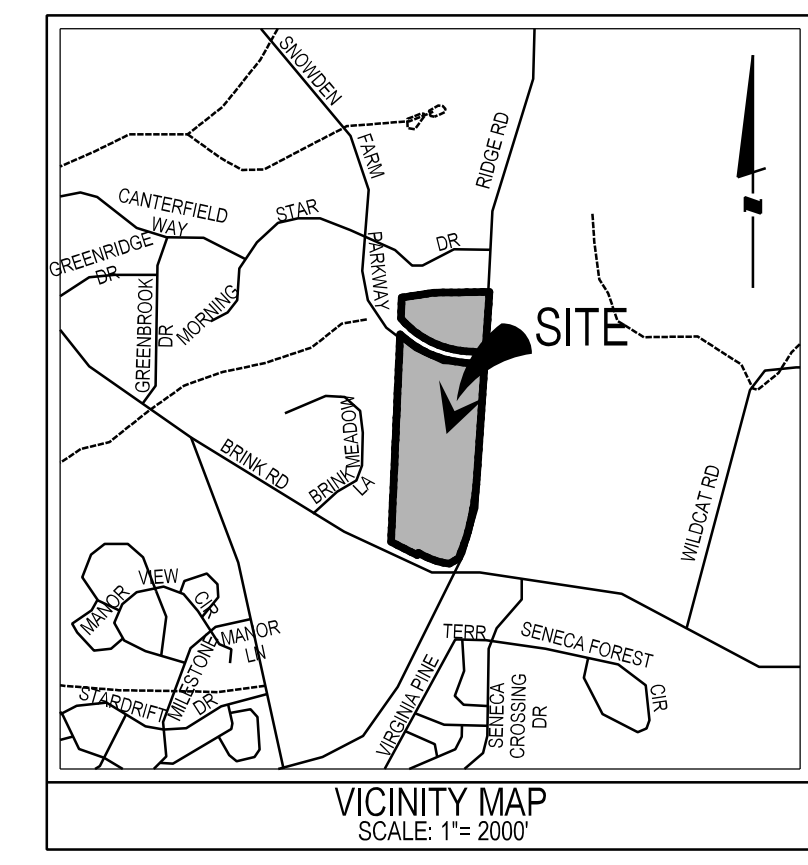 SNOWDEN
FARM
PARKWAY
RIDGE RD
CANTERFIELD
WAY
STAR
DR
GREENRIDGE
DR
GREENBROOK
DR
MORNING
SITE
BRINK RD
BRINK MEADOW
LA
WILDCAT RD
MANOR
VIEW
CIR
MANOR
LN
MILESTONE
DR
STARDRIFT
TERR
VIRGINIA PINE
SENECA
CROSSING
DR
SENECA FOREST
CIR
VICINITY MAP
SCALE: 1"= 2000'